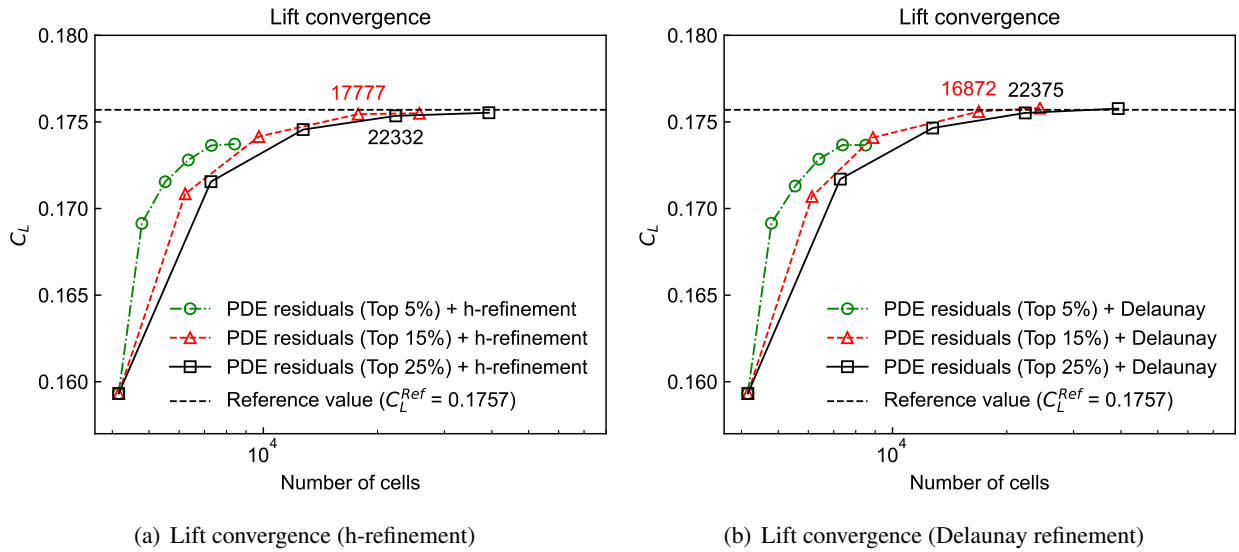 Lift convergence
0.180
0.175
0.170
0.165
0.160
C_L
17777
22332
PDE residuals (Top 5%) + h-refinement
PDE residuals (Top 15%) + h-refinement
PDE residuals (Top 25%) + h-refinement
Reference value (C_L^{Ref} = 0.1757)
10^4
Number of cells
(a) Lift convergence (h-refinement)
Lift convergence
0.180
0.175
0.170
0.165
0.160
C_L
16872 22375
PDE residuals (Top 5%) + Delaunay
PDE residuals (Top 15%) + Delaunay
PDE residuals (Top 25%) + Delaunay
Reference value (C_L^{Ref} = 0.1757)
10^4
Number of cells
(b) Lift convergence (Delaunay refinement)